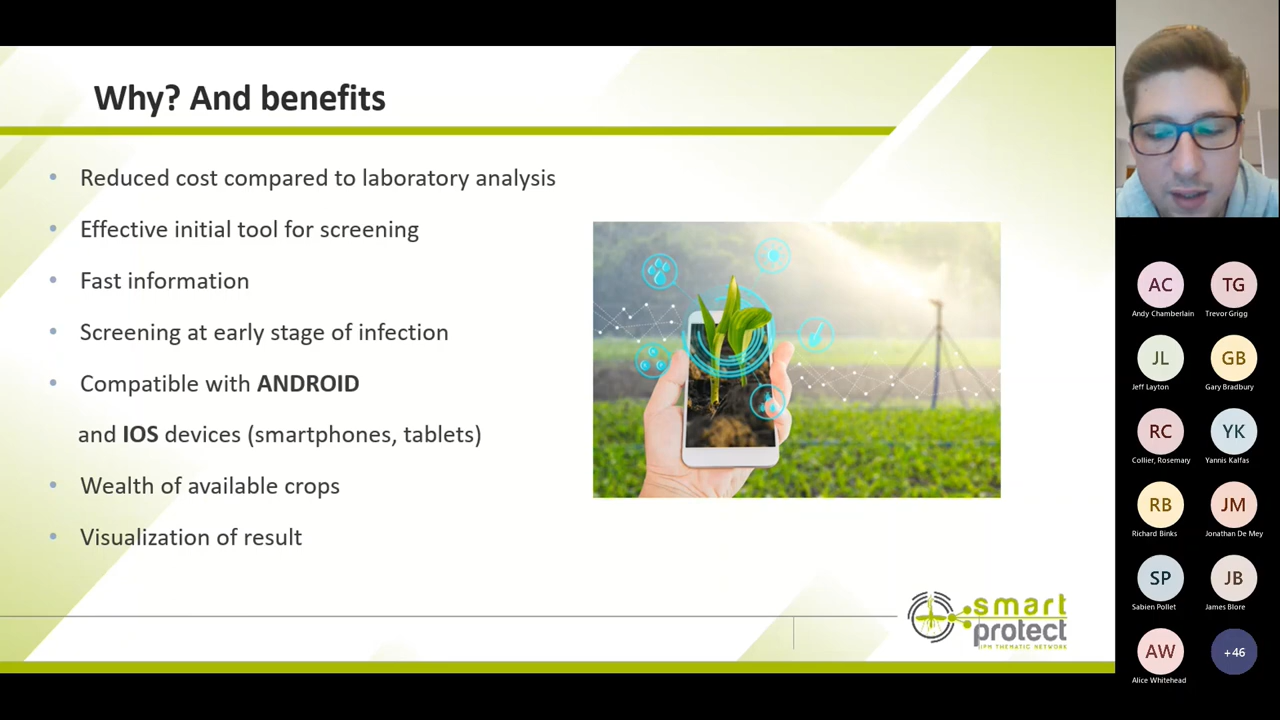 Why? And benefits
• Reduced cost compared to laboratory analysis
• Effective initial tool for screening
• Fast information
• Screening at early stage of infection
• Compatible with ANDROID
and IOS devices (smartphones, tablets)
• Wealth of available crops
• Visualization of result
smart
protect
IPM THEMATIC NETWORK
AC
Andy Chamberlain
TG
Trevor Grigg
JL
Jeff Layton
GB
Gary Bradbury
RC
Collier, Rosemary
YK
Yannis Kalfas
RB
Richard Binks
JM
Jonathan De Mey
SP
Sabien Pollet
JB
James Blore
AW
Alice Whitehead
+46